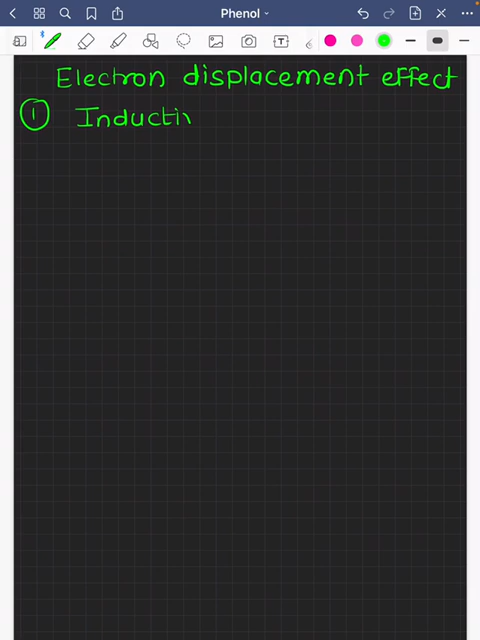 Phenol
T
Electron displacement effect
① Inducti